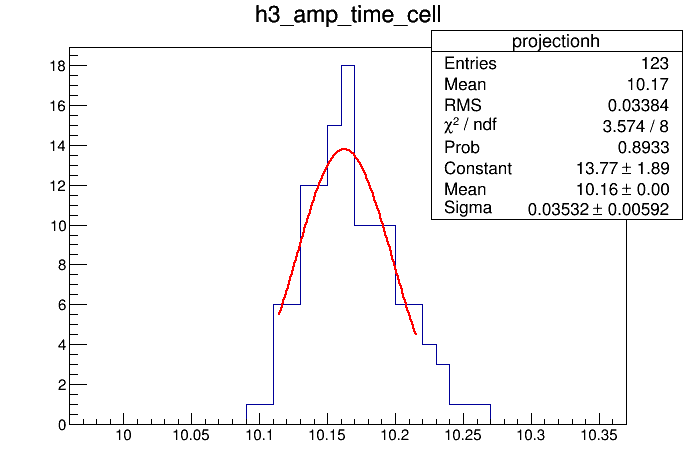 h3_amp_time_cell
projectionh
Entries 123
Mean 10.17
RMS 0.03384
χ² / ndf 3.574 / 8
Prob 0.8933
Constant 13.77 ± 1.89
Mean 10.16 ± 0.00
Sigma 0.03532 ± 0.00592
18
16
14
12
10
8
6
4
2
0
10 10.05 10.1 10.15 10.2 10.25 10.3 10.35